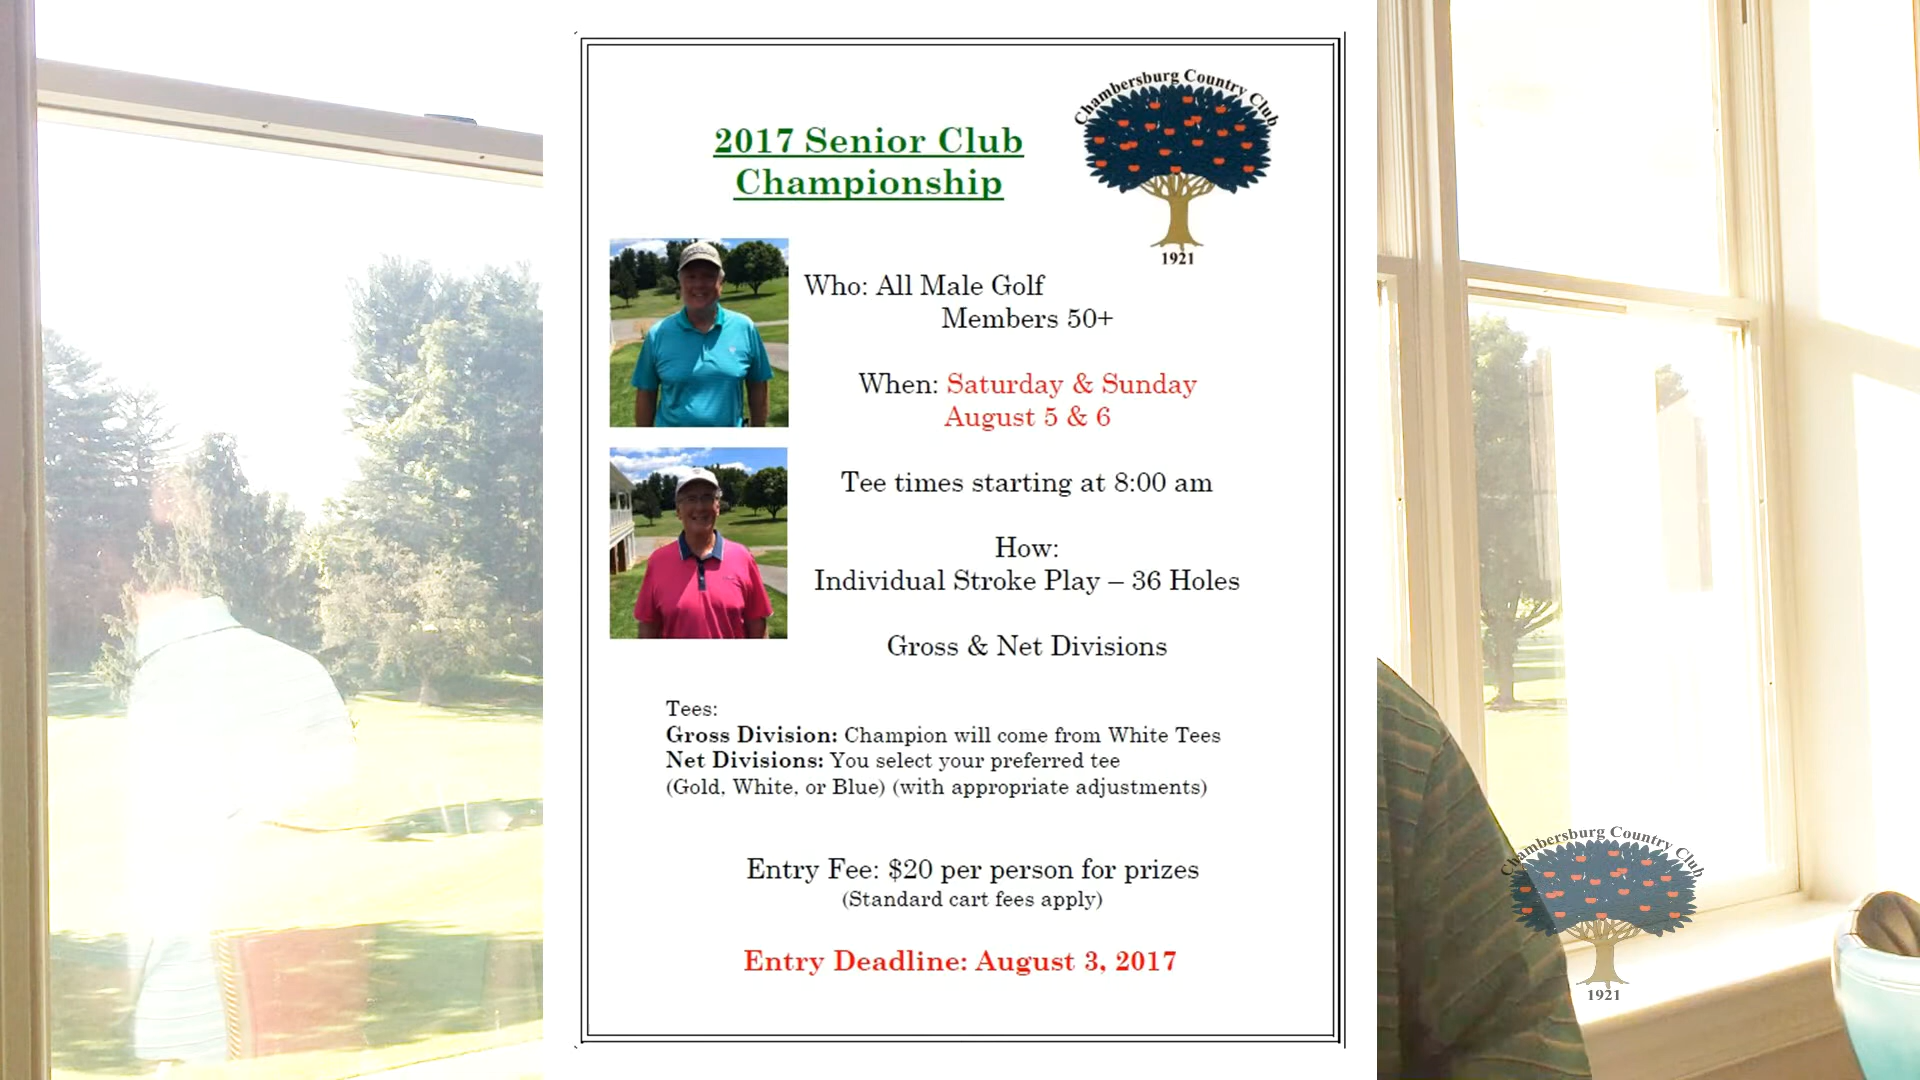 Chambersburg Country Club
2017 Senior Club
Championship
1921
Who: All Male Golf
Members 50+
When: Saturday & Sunday
August 5 & 6
Tee times starting at 8:00 am
How:
Individual Stroke Play – 36 Holes
Gross & Net Divisions
Tees:
Gross Division: Champion will come from White Tees
Net Divisions: You select your preferred tee
(Gold, White, or Blue) (with appropriate adjustments)
Entry Fee: $20 per person for prizes
(Standard cart fees apply)
Entry Deadline: August 3, 2017
Chambersburg Country Club
1921